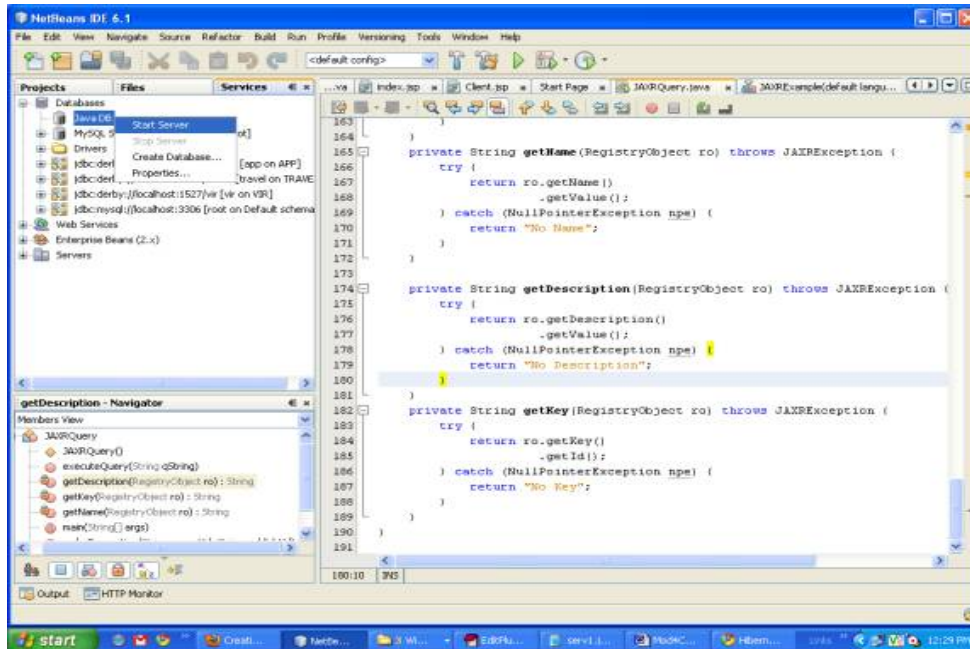 NetBeans IDE 6.1
File Edit View Navigate Source Refactor Build Run Profile Versioning Tools Window Help
<default config>
Projects Files Services
...va index.jsp Client.jsp Start Page JAXRQuery.java JAXRExample(default langu...
Databases
Java DB
Start Server
MySQL S ot]
Stop Server
Drivers
Create Database...
jdbc:derl [app on APP]
Properties...
jdbc:derl [travel on TRAVE
jdbc:derby://localhost:1527/vir [vir on VIR]
jdbc:mysql://localhost:3306 [root on Default schema
Web Services
Enterprise Beans (2.x)
Servers
163 }
164 }
165 private String getName(RegistryObject ro) throws JAXRException {
166 try {
167 return ro.getName()
168 .getValue();
169 } catch (NullPointerException npe) {
170 return "No Name";
171 }
172 }
173
174 private String getDescription(RegistryObject ro) throws JAXRException {
175 try {
176 return ro.getDescription()
177 .getValue();
178 } catch (NullPointerException npe) {
179 return "No Description";
180 }
181 }
182 private String getKey(RegistryObject ro) throws JAXRException {
183 try {
184 return ro.getKey()
185 .getId();
186 } catch (NullPointerException npe) {
187 return "No Key";
188 }
189 }
190 }
191
getDescription - Navigator
Members View
JAXRQuery
JAXRQuery()
executeQuery(String qString)
getDescription(RegistryObject ro) : String
getKey(RegistryObject ro) : String
getName(RegistryObject ro) : String
main(String[] args)
180:10 INS
Output HTTP Monitor
start Creati... NetBe... 3 Wi... EditPlu... serv1.j... Hibern... Links 12:29 PM